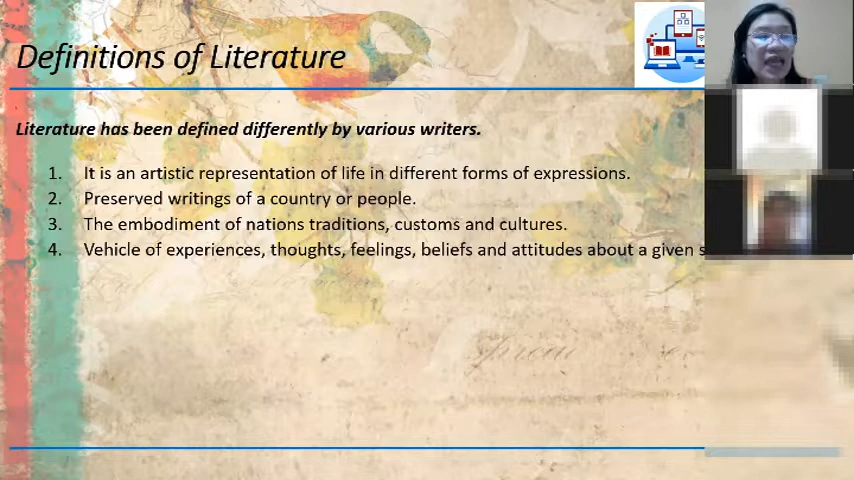 Definitions of Literature
Literature has been defined differently by various writers.
1. It is an artistic representation of life in different forms of expressions.
2. Preserved writings of a country or people.
3. The embodiment of nations traditions, customs and cultures.
4. Vehicle of experiences, thoughts, feelings, beliefs and attitudes about a given